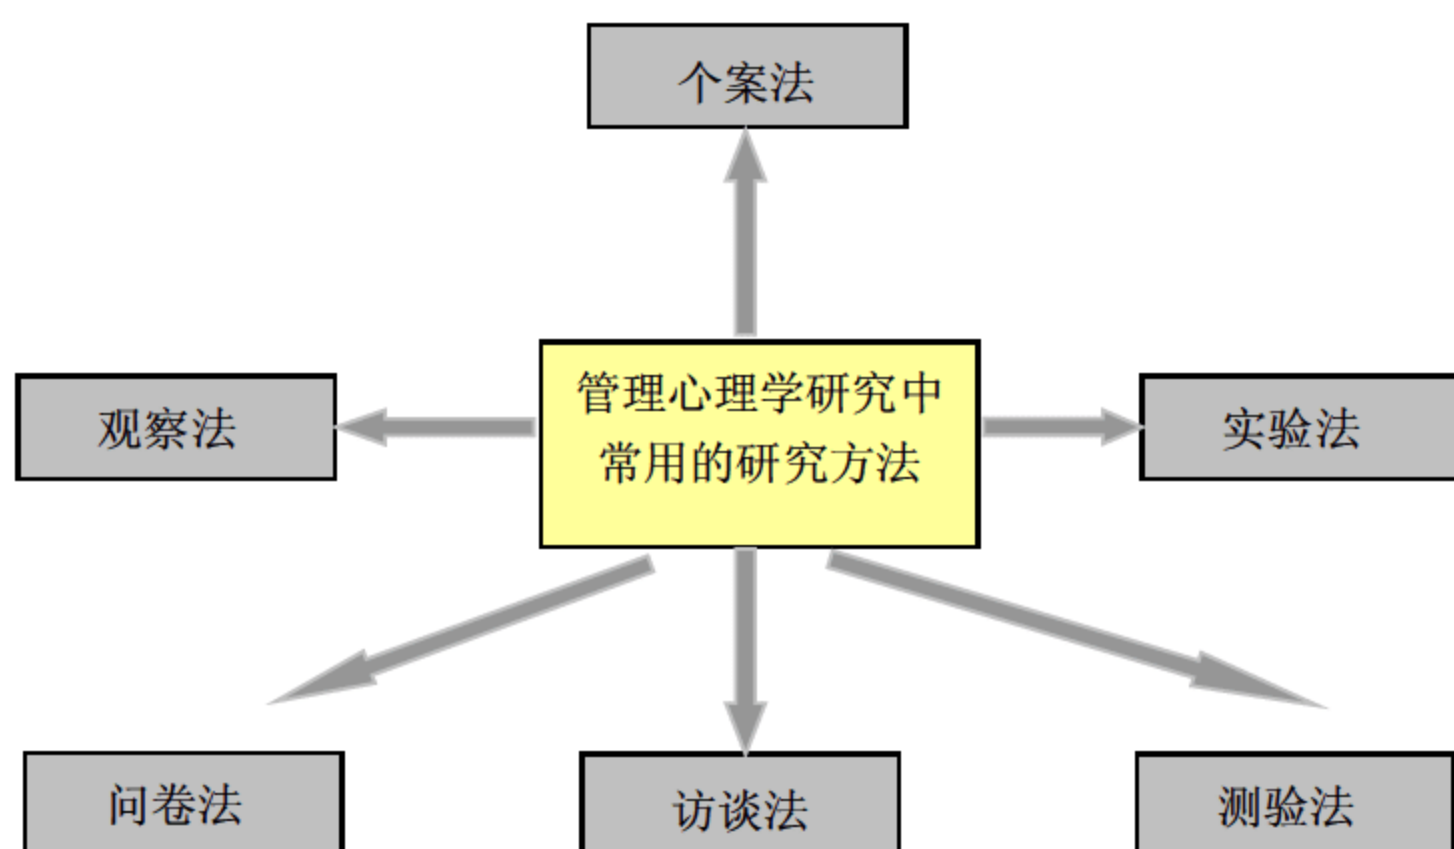 个案法
管理心理学研究中
常用的研究方法
观察法
实验法
问卷法
访谈法
测验法